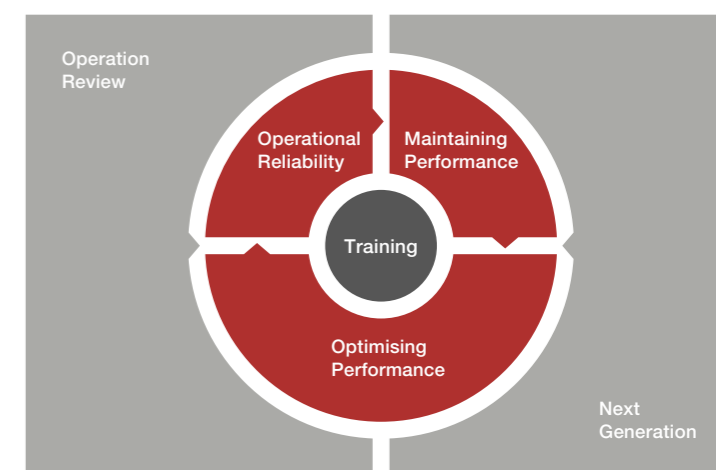 Operation
Review
Operational
Reliability
Maintaining
Performance
Training
Optimising
Performance
Next
Generation